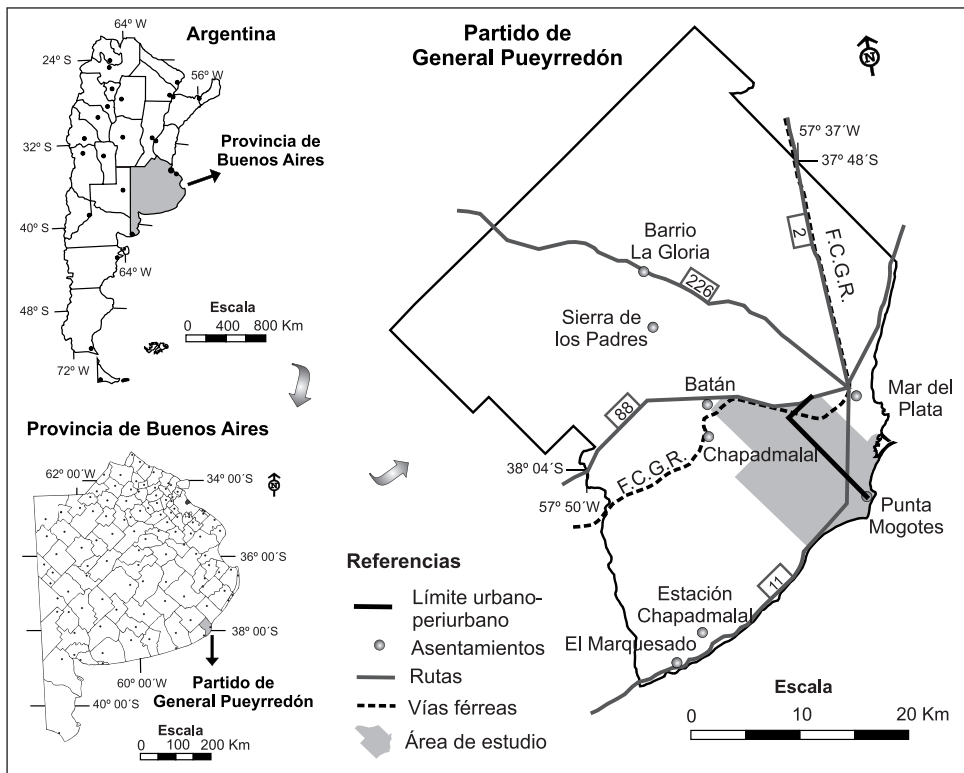 64º W
Argentina
24º S
56º W
32º S
Provincia de
Buenos Aires
40º S
64º W
48º S
Escala
0 400 800 Km
72º W
Provincia de Buenos Aires
62º 00´W
34º 00´S
N
36º 00´S
38º 00´S
60º 00´W
40º 00´S
Partido de
General Pueyrredón
Escala
0 100 200 Km
Partido de
General Pueyrredón
N
57º 37´W
37º 48´S
2
F.C.G.R.
Barrio
La Gloria
226
Sierra de
los Padres
Batán
Mar del
Plata
88
Chapadmalal
38º 04´S
F.C.G.R.
57º 50´W
Punta
Mogotes
11
Estación
Chapadmalal
El Marquesado
Referencias
Límite urbano-
periurbano
Asentamientos
Rutas
Vías férreas
Área de estudio
Escala
0 10 20 Km